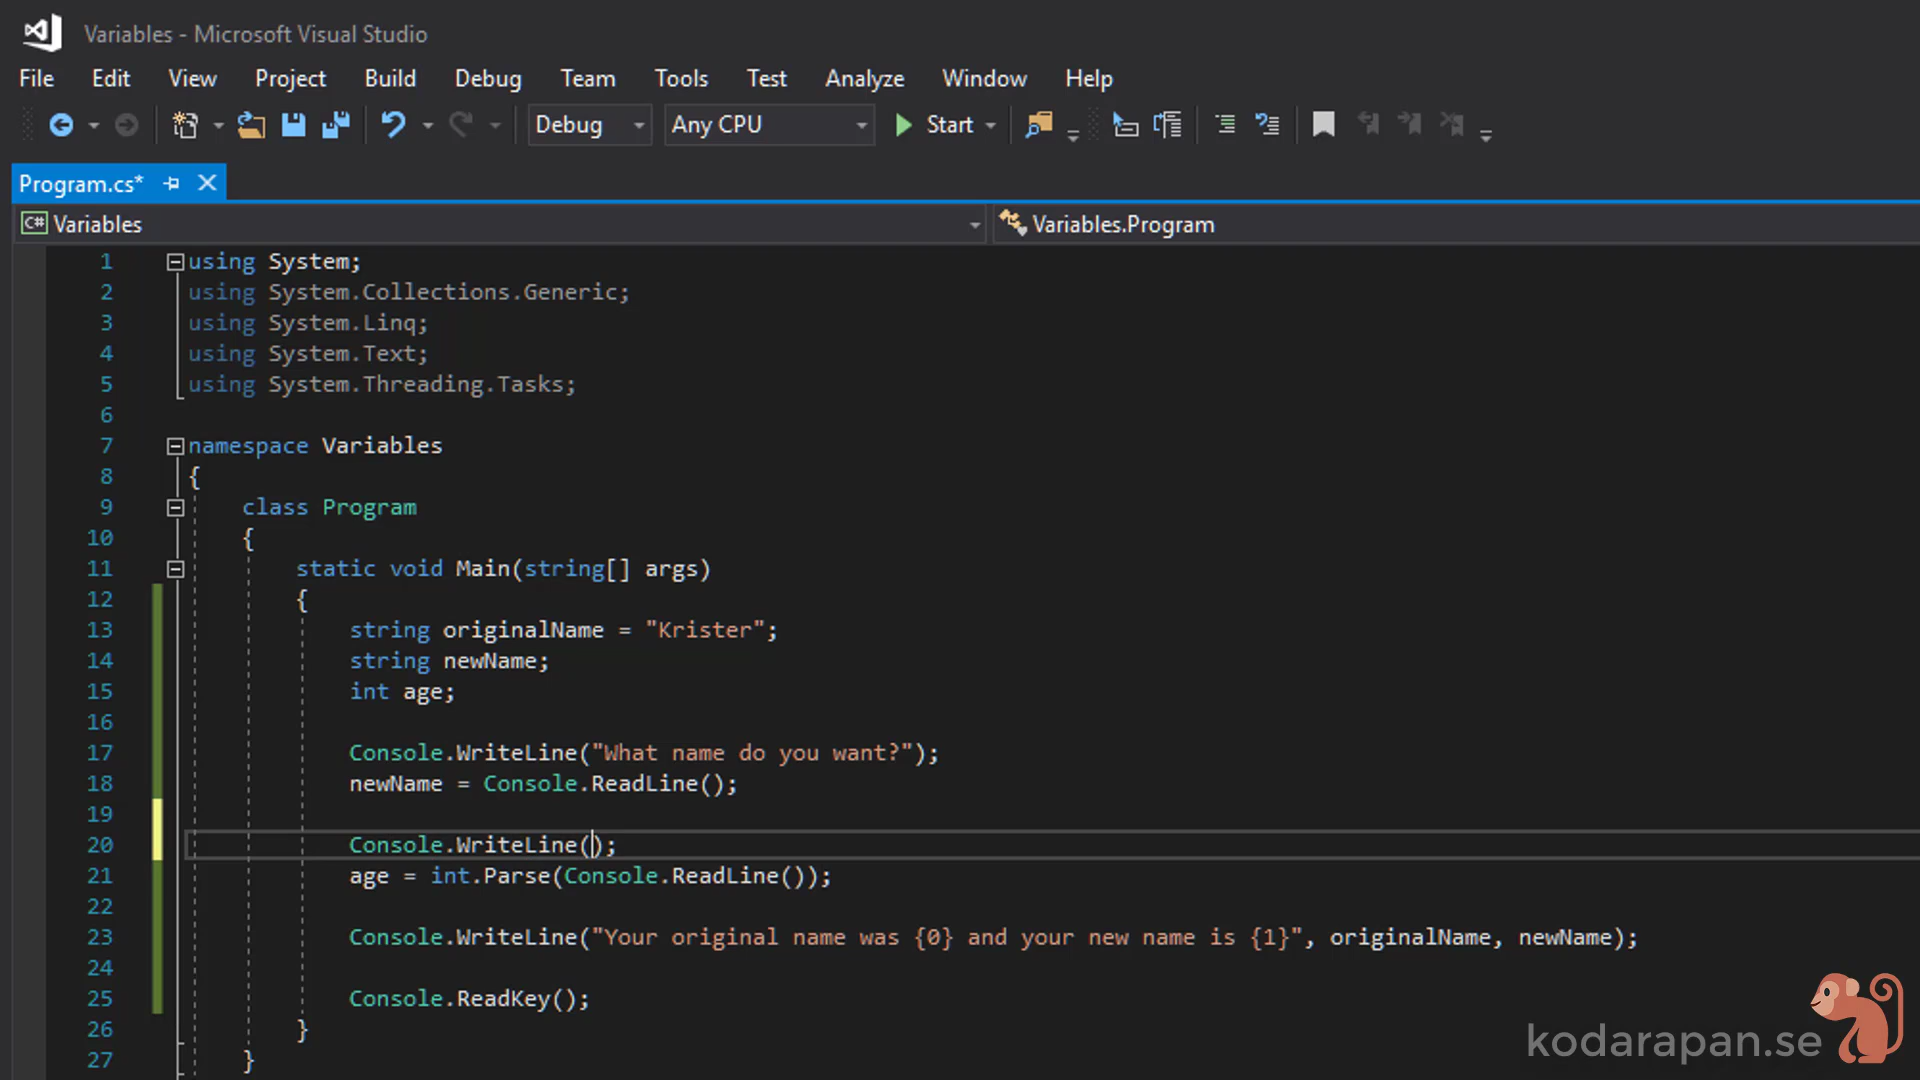 Variables - Microsoft Visual Studio
File Edit View Project Build Debug Team Tools Test Analyze Window Help
Debug Any CPU Start
Program.cs*
C# Variables Variables.Program
1 using System;
2 using System.Collections.Generic;
3 using System.Linq;
4 using System.Text;
5 using System.Threading.Tasks;
6
7 namespace Variables
8 {
9 class Program
10 {
11 static void Main(string[] args)
12 {
13 string originalName = "Krister";
14 string newName;
15 int age;
16
17 Console.WriteLine("What name do you want?");
18 newName = Console.ReadLine();
19
20 Console.WriteLine();
21 age = int.Parse(Console.ReadLine());
22
23 Console.WriteLine("Your original name was {0} and your new name is {1}", originalName, newName);
24
25 Console.ReadKey();
26 }
27 }
kodarapan.se